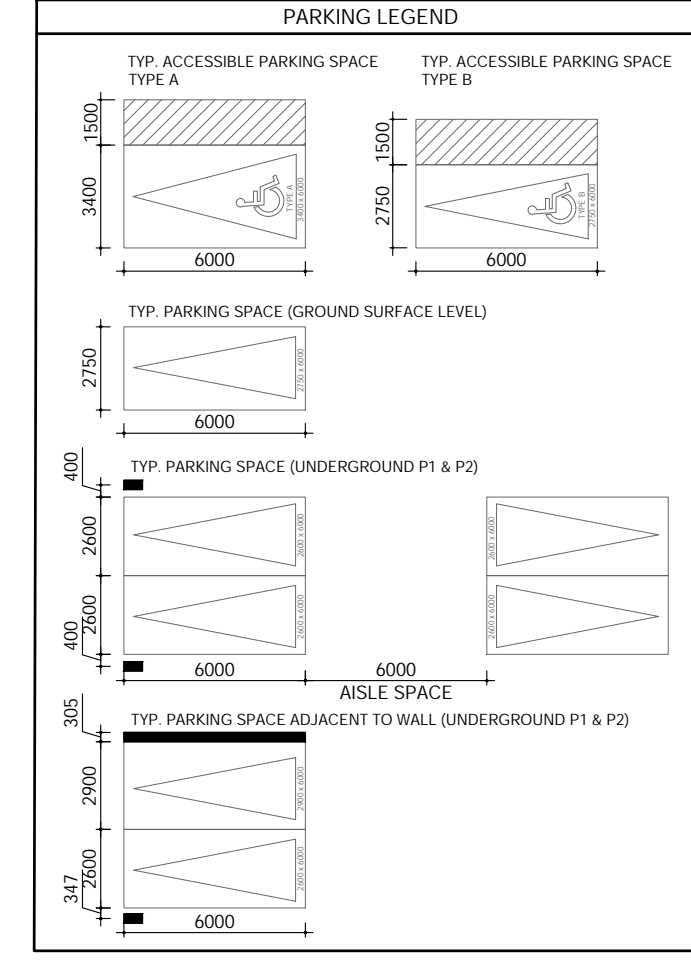 PARKING LEGEND
TYP. ACCESSIBLE PARKING SPACE
TYPE A
1500
3400
TYPE A
3400 x 6000
6000
TYP. ACCESSIBLE PARKING SPACE
TYPE B
1500
2750
TYPE B
2750 x 6000
6000
TYP. PARKING SPACE (GROUND SURFACE LEVEL)
2750
2750 x 6000
6000
TYP. PARKING SPACE (UNDERGROUND P1 & P2)
400
2600
2600 x 6000
2600 x 6000
2600
400
2600 x 6000
2600 x 6000
6000
6000
AISLE SPACE
TYP. PARKING SPACE ADJACENT TO WALL (UNDERGROUND P1 & P2)
305
2900
2900 x 6000
2600
347
2600 x 6000
6000